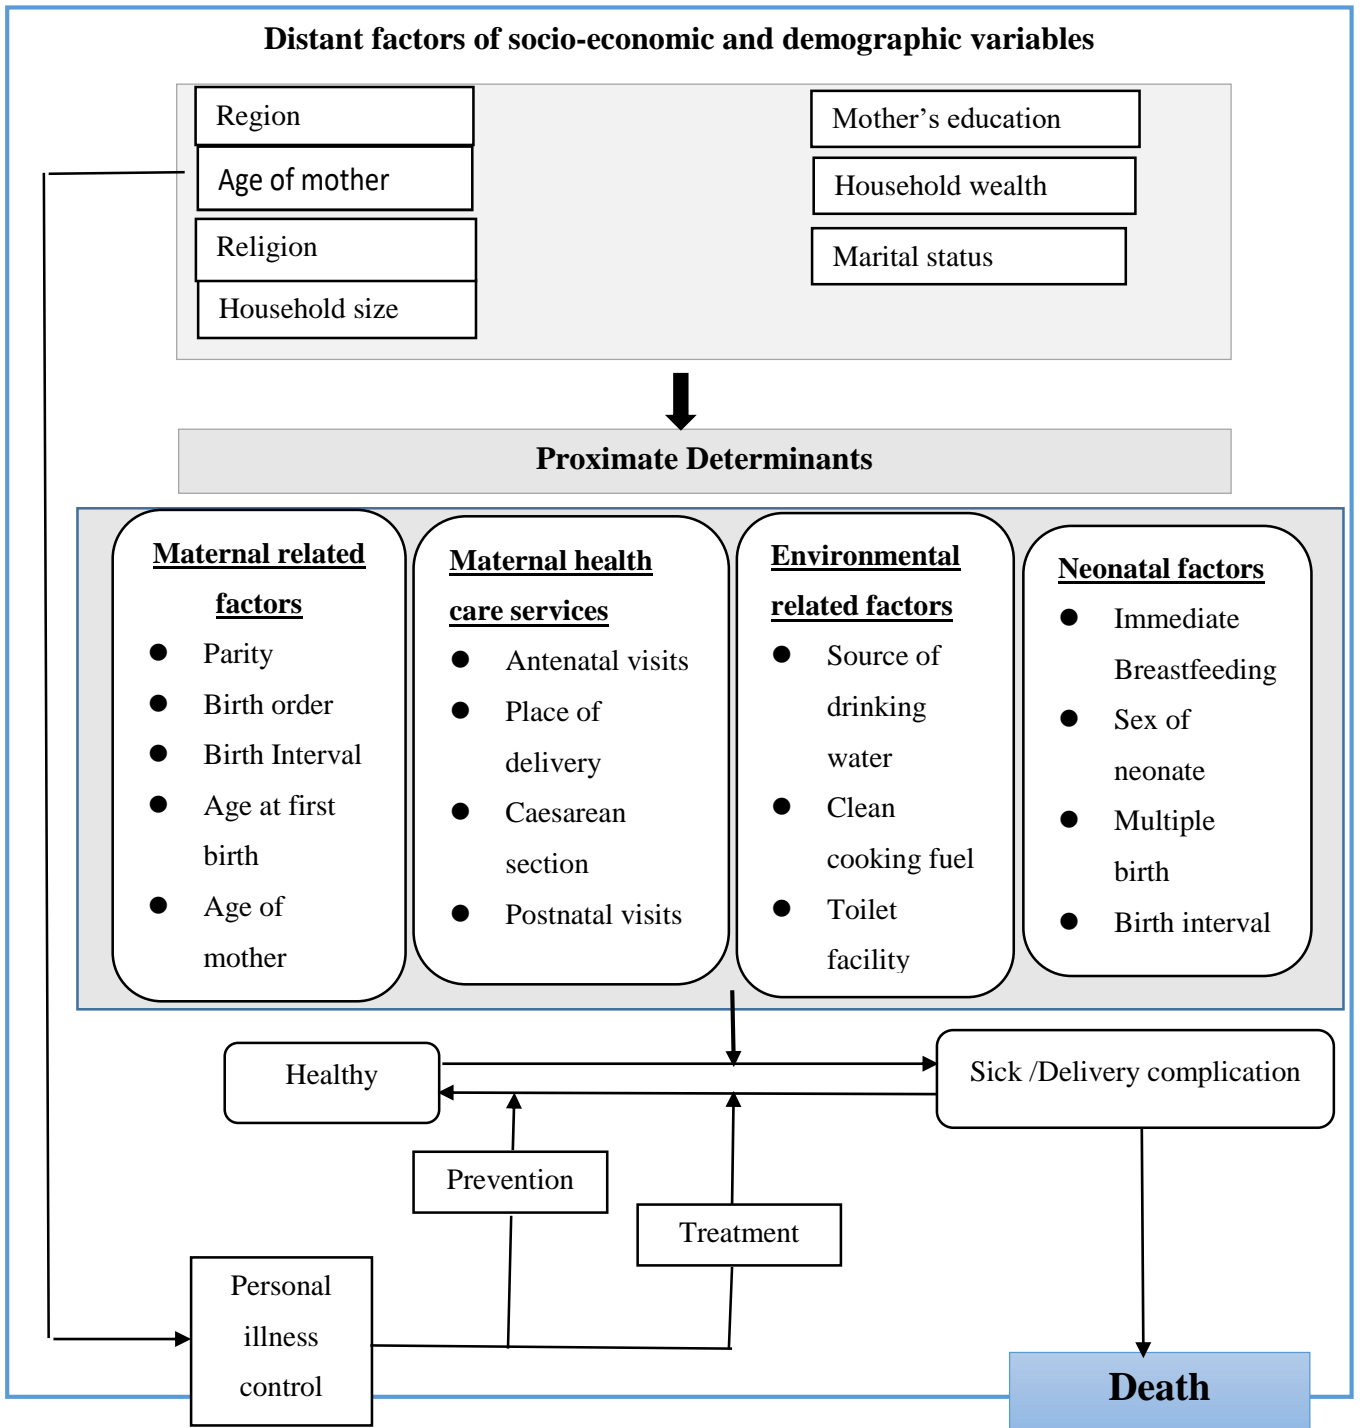 Distant factors of socio-economic and demographic variables
Region
Age of mother
Religion
Household size
Mother’s education
Household wealth
Marital status
Proximate Determinants
Maternal related
factors
● Parity
● Birth order
● Birth Interval
● Age at first
birth
● Age of
mother
Maternal health
care services
● Antenatal visits
● Place of
delivery
● Caesarean
section
● Postnatal visits
Environmental
related factors
● Source of
drinking
water
● Clean
cooking fuel
● Toilet
facility
Neonatal factors
● Immediate
Breastfeeding
● Sex of
neonate
● Multiple
birth
● Birth interval
Healthy
Sick /Delivery complication
Prevention
Treatment
Personal
illness
control
Death